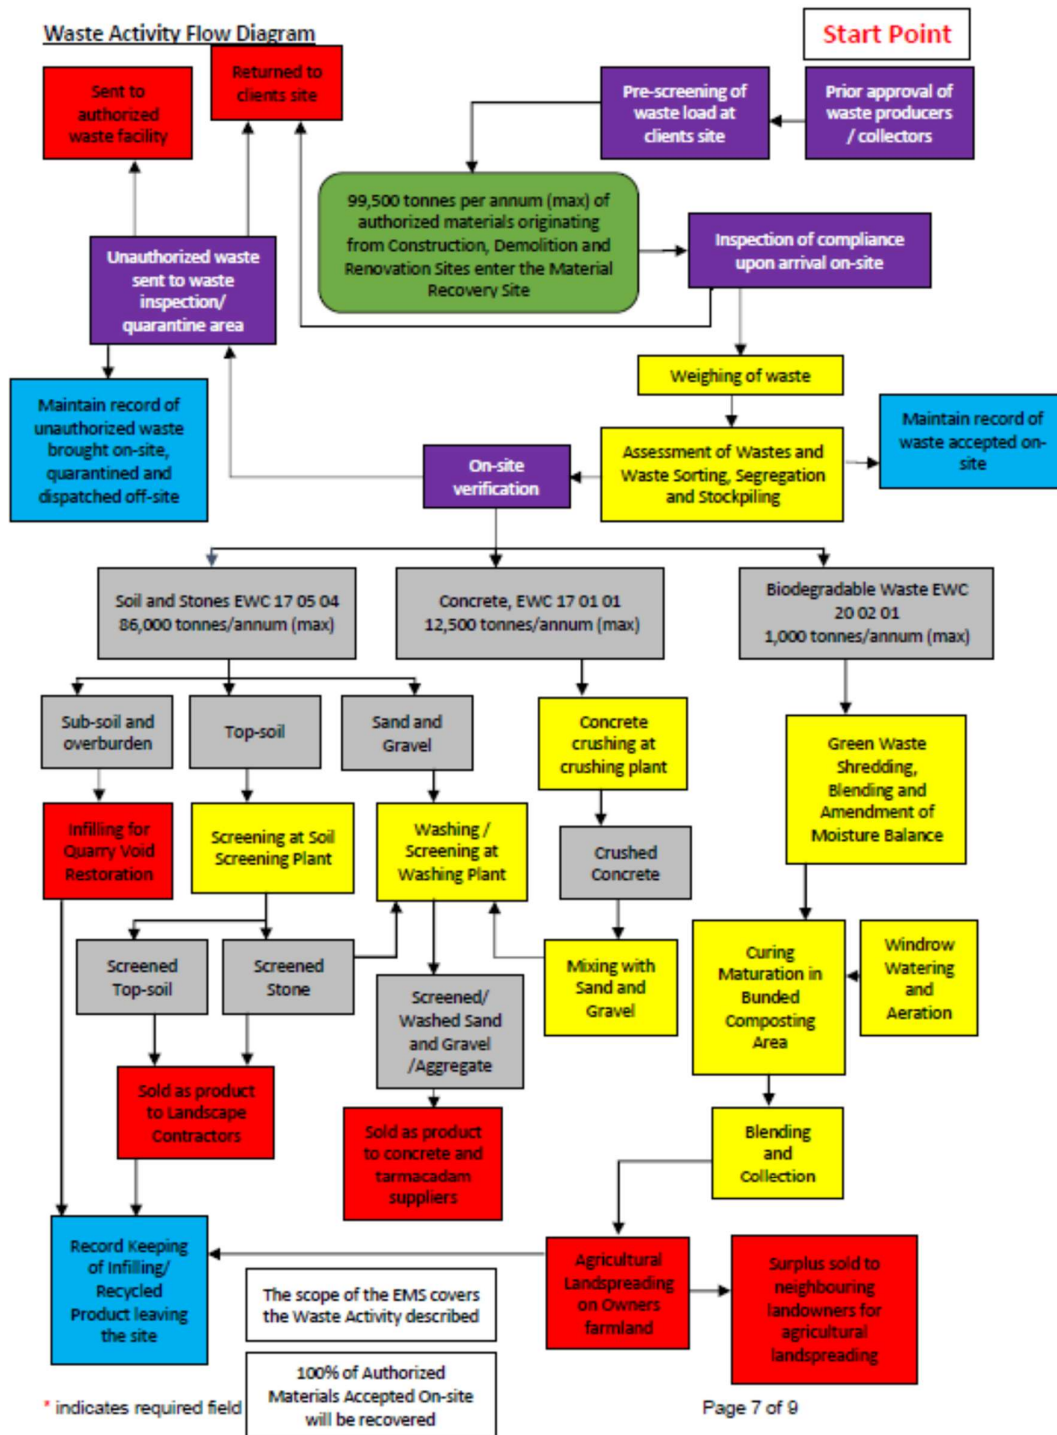 Waste Activity Flow Diagram
Start Point
Sent to
authorized
waste facility
Returned to
clients site
Pre-screening of
waste load at
clients site
Prior approval of
waste producers
/ collectors
99,500 tonnes per annum (max) of
authorized materials originating
from Construction, Demolition and
Renovation Sites enter the Material
Recovery Site
Inspection of compliance
upon arrival on-site
Unauthorized waste
sent to waste
inspection/
quarantine area
Weighing of waste
Maintain record of
unauthorized waste
brought on-site,
quarantined and
dispatched off-site
On-site
verification
Assessment of Wastes and
Waste Sorting, Segregation
and Stockpiling
Maintain record of
waste accepted on-
site
Soil and Stones EWC 17 05 04
86,000 tonnes/annum (max)
Concrete, EWC 17 01 01
12,500 tonnes/annum (max)
Biodegradable Waste EWC
20 02 01
1,000 tonnes/annum (max)
Sub-soil and
overburden
Top-soil
Sand and
Gravel
Concrete
crushing at
crushing plant
Green Waste
Shredding,
Blending and
Amendment of
Moisture Balance
Infilling for
Quarry Void
Restoration
Screening at Soil
Screening Plant
Washing /
Screening at
Washing Plant
Crushed
Concrete
Screened
Top-soil
Screened
Stone
Screened/
Washed Sand
and Gravel
/Aggregate
Mixing with
Sand and
Gravel
Curing
Maturation in
Bunded
Composting
Area
Windrow
Watering
and
Aeration
Sold as product
to Landscape
Contractors
Sold as product
to concrete and
tarmacadam
suppliers
Blending
and
Collection
Record Keeping
of Infilling/
Recycled
Product leaving
the site
The scope of the EMS covers
the Waste Activity described
Agricultural
Landspreading
on Owners
farmland
Surplus sold to
neighbouring
landowners for
agricultural
landspreading
100% of Authorized
Materials Accepted On-site
will be recovered
* indicates required field
Page 7 of 9